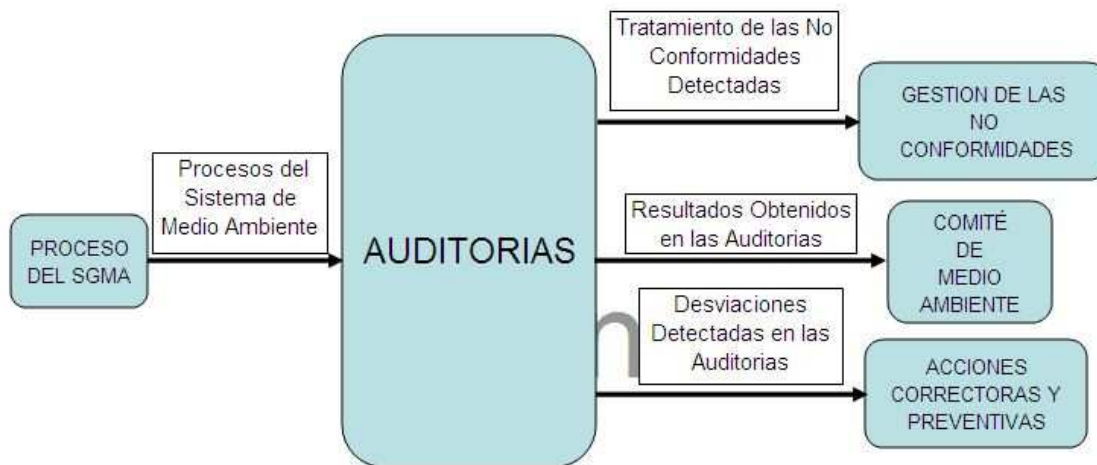 PROCESO
DEL SGMA
Procesos del
Sistema de
Medio Ambiente
AUDITORIAS
Tratamiento de las No
Conformidades
Detectadas
GESTION DE LAS
NO
CONFORMIDADES
Resultados Obtenidos
en las Auditorias
COMITÉ
DE
MEDIO
AMBIENTE
Desviaciones
Detectadas en las
Auditorias
ACCIONES
CORRECTORAS Y
PREVENTIVAS